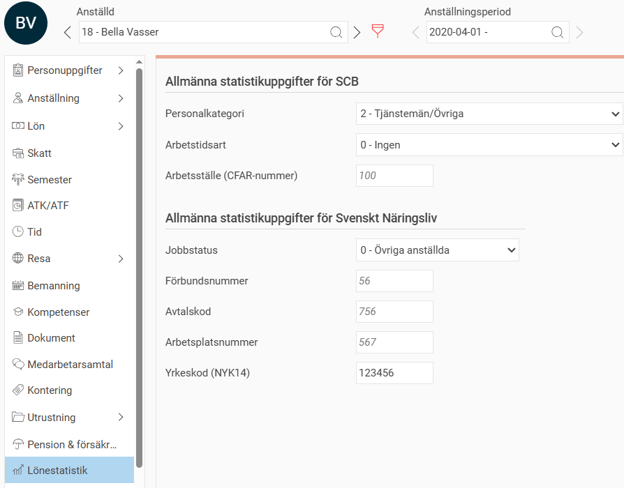 BV
Anställd
18 - Bella Vasser
Anställningsperiod
2020-04-01 -
Personuppgifter
Anställning
Lön
Skatt
Semester
ATK/ATF
Tid
Resa
Bemanning
Kompetenser
Dokument
Medarbetarsamtal
Kontering
Utrustning
Pension & försäkr...
Lönestatistik
Allmänna statistikuppgifter för SCB
Personalkategori 2 - Tjänstemän/Övriga
Arbetstidsart 0 - Ingen
Arbetsställe (CFAR-nummer) 100
Allmänna statistikuppgifter för Svenskt Näringsliv
Jobbstatus 0 - Övriga anställda
Förbundsnummer 56
Avtalskod 756
Arbetsplatsnummer 567
Yrkeskod (NYK14) 123456